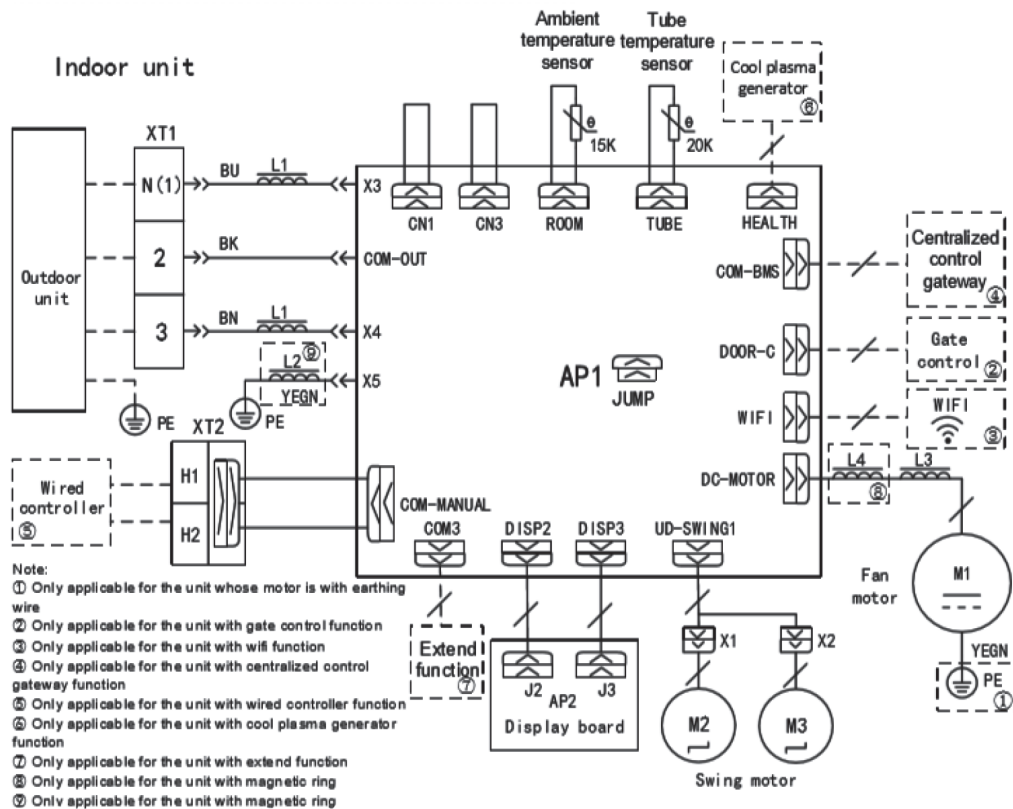 Indoor unit
Ambient
temperature
sensor
Tube
temperature
sensor
Cool plasma
generator
⑥
XT1
Outdoor
unit
N(1)
BU
L1
X3
2
BK
COM-OUT
3
BN
L1
X4
L2
⑨
YEGN
X5
PE
PE
θ
15K
θ
20K
CN1
CN3
ROOM
TUBE
HEALTH
COM-BMS
Centralized
control
gateway
④
DOOR-C
Gate
control
②
WIFI
WIFI
③
AP1
JUMP
DC-MOTOR
L4
⑧
L3
XT2
H1
H2
Wired
controller
⑤
COM-MANUAL
COM3
DISP2
DISP3
UD-SWING1
Extend
function
⑦
J2
J3
AP2
Display board
X1
X2
M2
M3
Swing motor
Fan
motor
M1
YEGN
PE
①
Note:
① Only applicable for the unit whose motor is with earthing
wire
② Only applicable for the unit with gate control function
③ Only applicable for the unit with wifi function
④ Only applicable for the unit with centralized control
gateway function
⑤ Only applicable for the unit with wired controller function
⑥ Only applicable for the unit with cool plasma generator
function
⑦ Only applicable for the unit with extend function
⑧ Only applicable for the unit with magnetic ring
⑨ Only applicable for the unit with magnetic ring